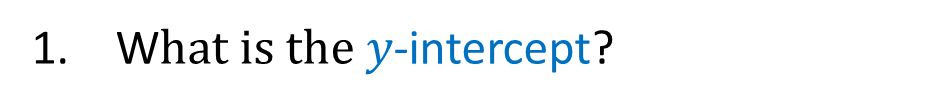 1. What is the y-intercept?